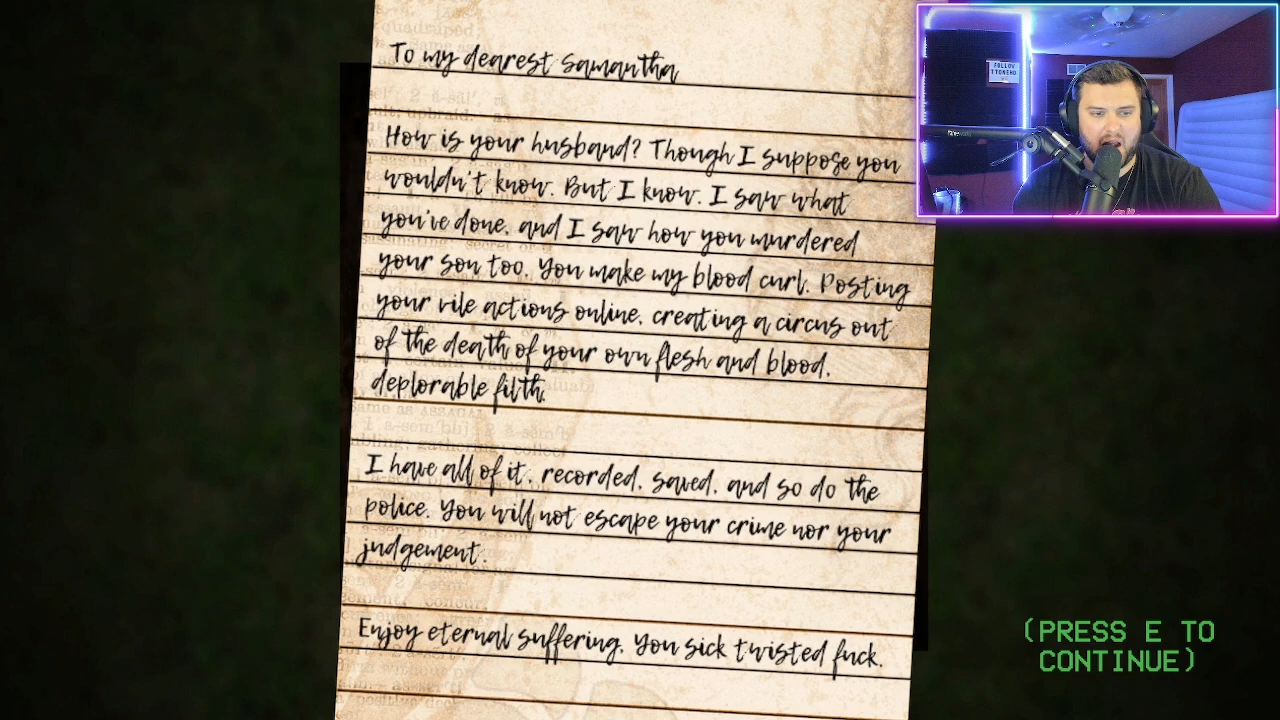 To my dearest Samantha
How is your husband? Though I suppose you
wouldn't know. But I know. I saw what
you've done, and I saw how you murdered
your son too. You make my blood curl. Posting
your vile actions online, creating a circus out
of the death of your own flesh and blood,
deplorable filth.
I have all of it, recorded, saved, and so do the
police. You will not escape your crime nor your
judgement.
Enjoy eternal suffering. You sick twisted fuck.
(PRESS E TO
CONTINUE)
FOLLOW